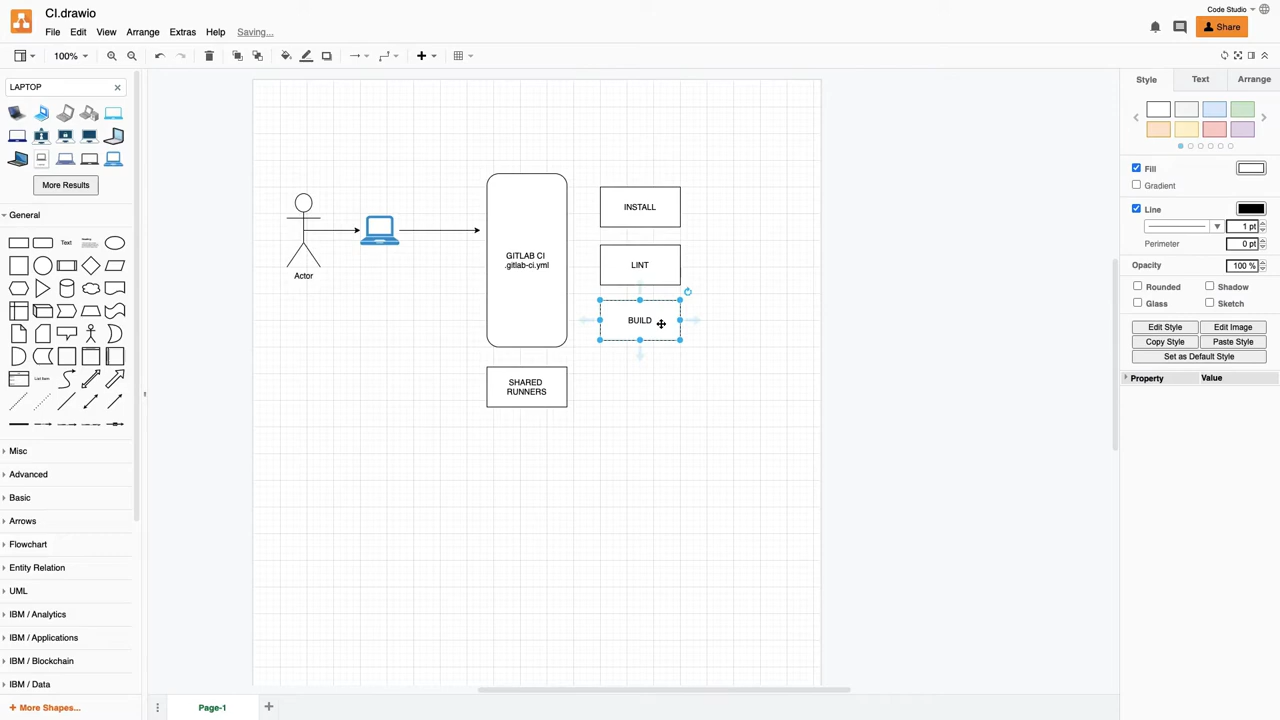 CI.drawio
Code Studio
File Edit View Arrange Extras Help Saving...
Share
100%
LAPTOP
More Results
General
Text
List Item
Misc
Advanced
Basic
Arrows
Flowchart
Entity Relation
UML
IBM / Analytics
IBM / Applications
IBM / Blockchain
IBM / Data
+ More Shapes...
Actor
GITLAB CI
.gitlab-ci.yml
SHARED
RUNNERS
INSTALL
LINT
BUILD
Page-1
Style Text Arrange
Fill
Gradient
Line
1 pt
Perimeter 0 pt
Opacity 100 %
Rounded Shadow
Glass Sketch
Edit Style Edit Image
Copy Style Paste Style
Set as Default Style
Property Value